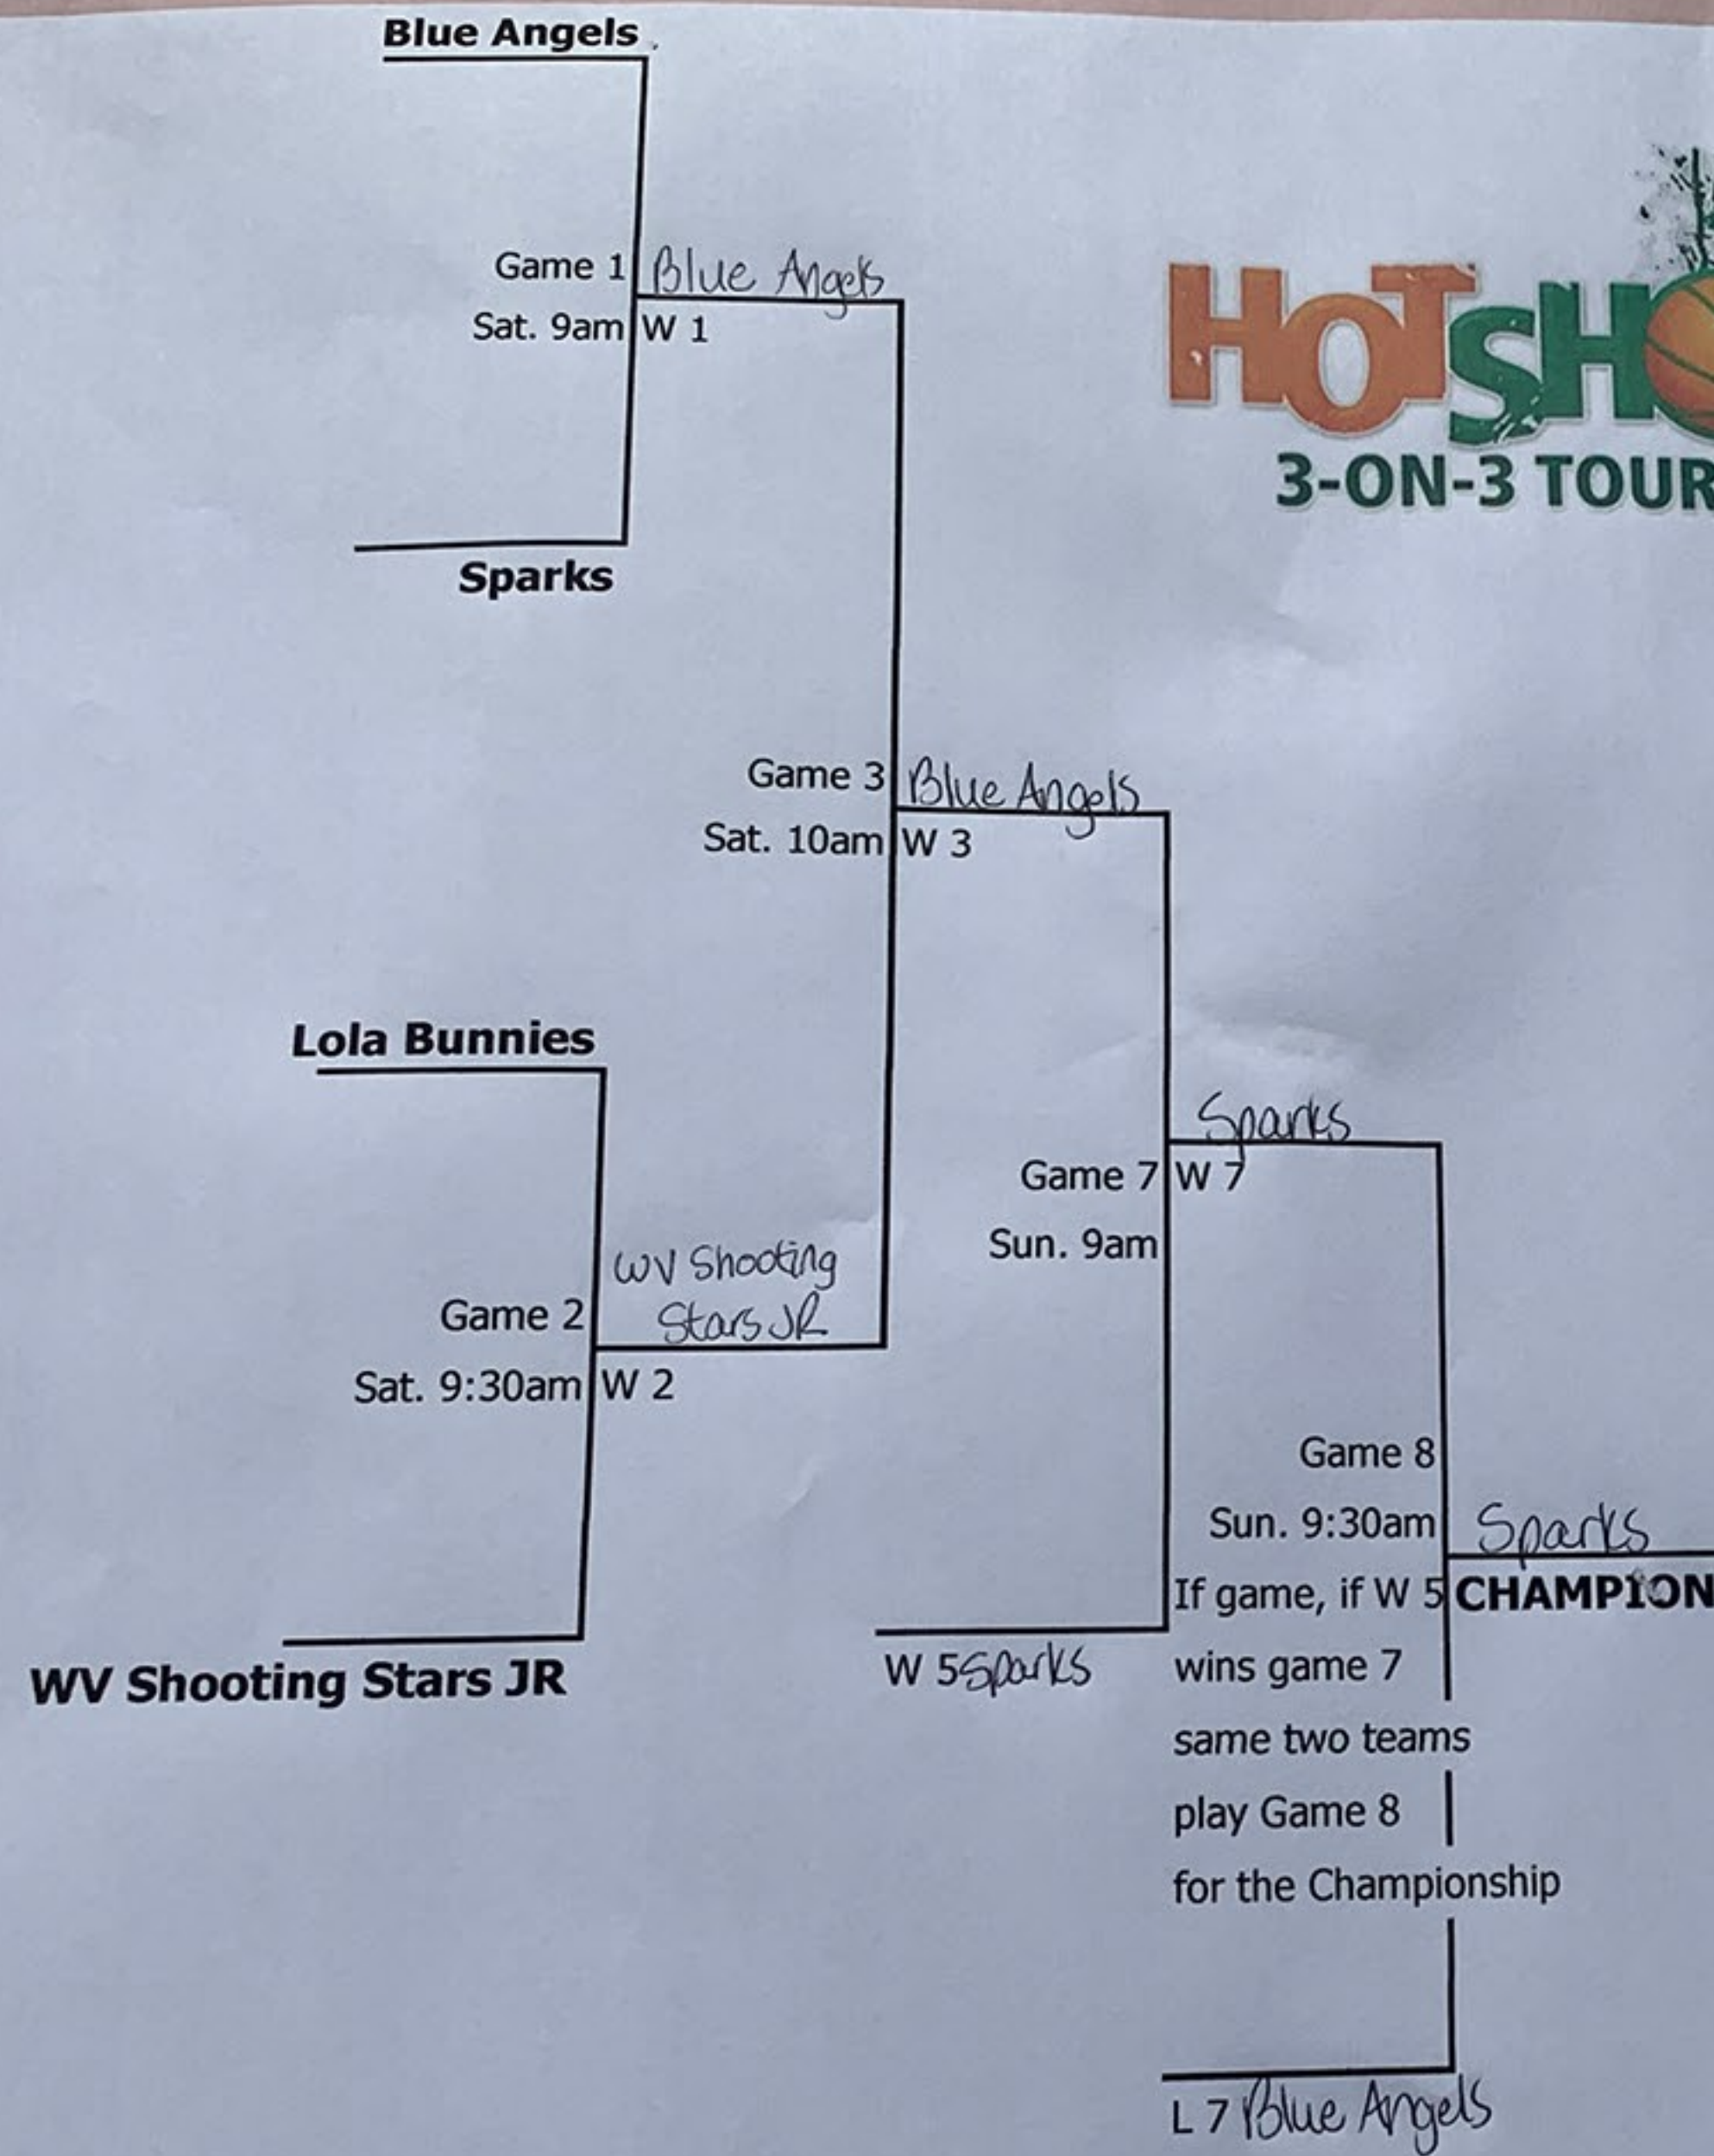 Blue Angels
Game 1 Blue Angels
Sat. 9am W 1
HOTSHO
3-ON-3 TOUR
Sparks
Game 3 Blue Angels
Sat. 10am W 3
Lola Bunnies
Sparks
Game 7 W 7
Sun. 9am
WV Shooting
Game 2 Stars JR
Sat. 9:30am W 2
Game 8
Sun. 9:30am Sparks
If game, if W 5 CHAMPION
WV Shooting Stars JR W 5 Sparks wins game 7
same two teams
play Game 8
for the Championship
L 7 Blue Angels